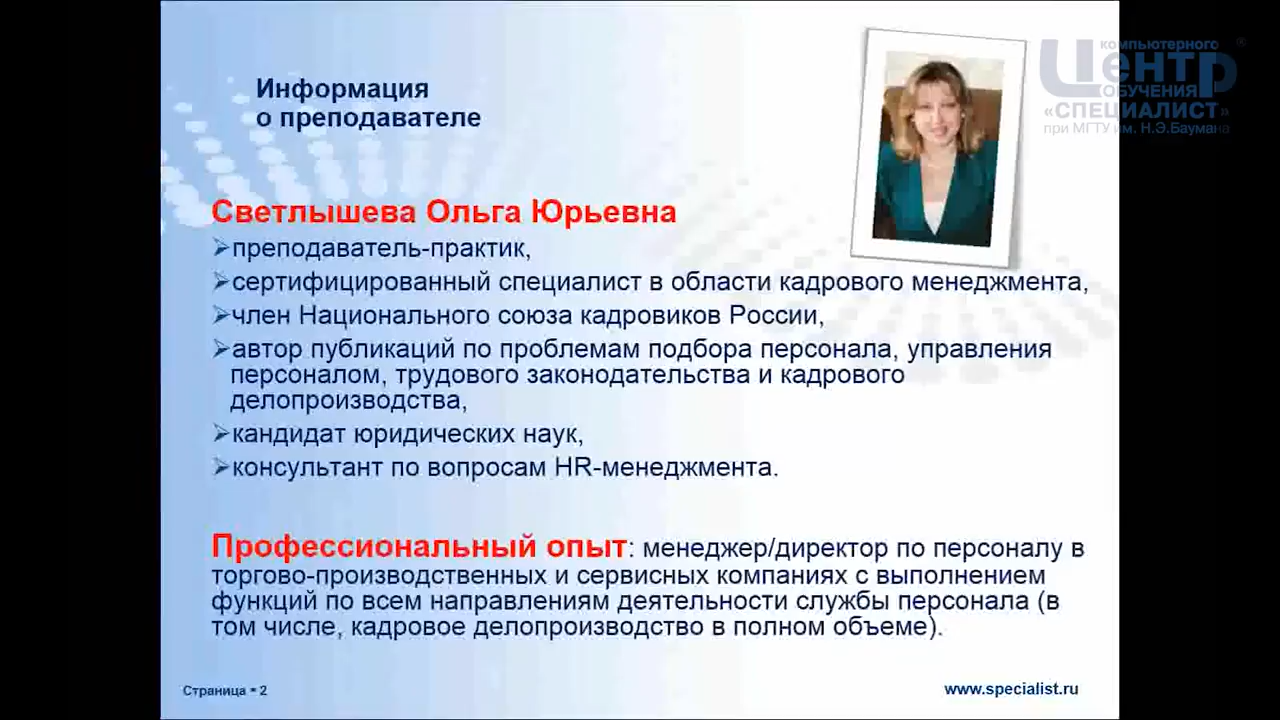 Информация
о преподавателе
компьютерного
Центр
ОБУЧЕНИЯ
«СПЕЦИАЛИСТ»
при МГТУ им. Н.Э.Баумана
Светлышева Ольга Юрьевна
преподаватель-практик,
сертифицированный специалист в области кадрового менеджмента,
член Национального союза кадровиков России,
автор публикаций по проблемам подбора персонала, управления
персоналом, трудового законодательства и кадрового
делопроизводства,
кандидат юридических наук,
консультант по вопросам HR-менеджмента.
Профессиональный опыт: менеджер/директор по персоналу в
торгово-производственных и сервисных компаниях с выполнением
функций по всем направлениям деятельности службы персонала (в
том числе, кадровое делопроизводство в полном объеме).
Страница ▪ 2
www.specialist.ru